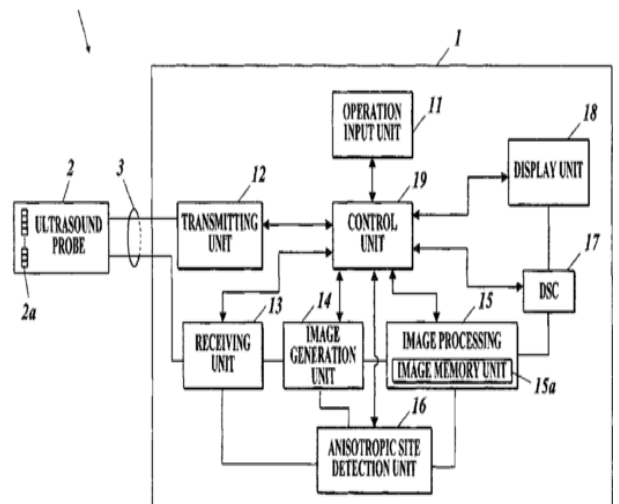 1
OPERATION
INPUT UNIT
11
18
DISPLAY UNIT
2
3
12
19
ULTRASOUND
PROBE
TRANSMITTING
UNIT
CONTROL
UNIT
17
DSC
2a
13
14
15
RECEIVING
UNIT
IMAGE
GENERATION
UNIT
IMAGE PROCESSING
IMAGE MEMORY UNIT
15a
16
ANISOTROPIC SITE
DETECTION UNIT